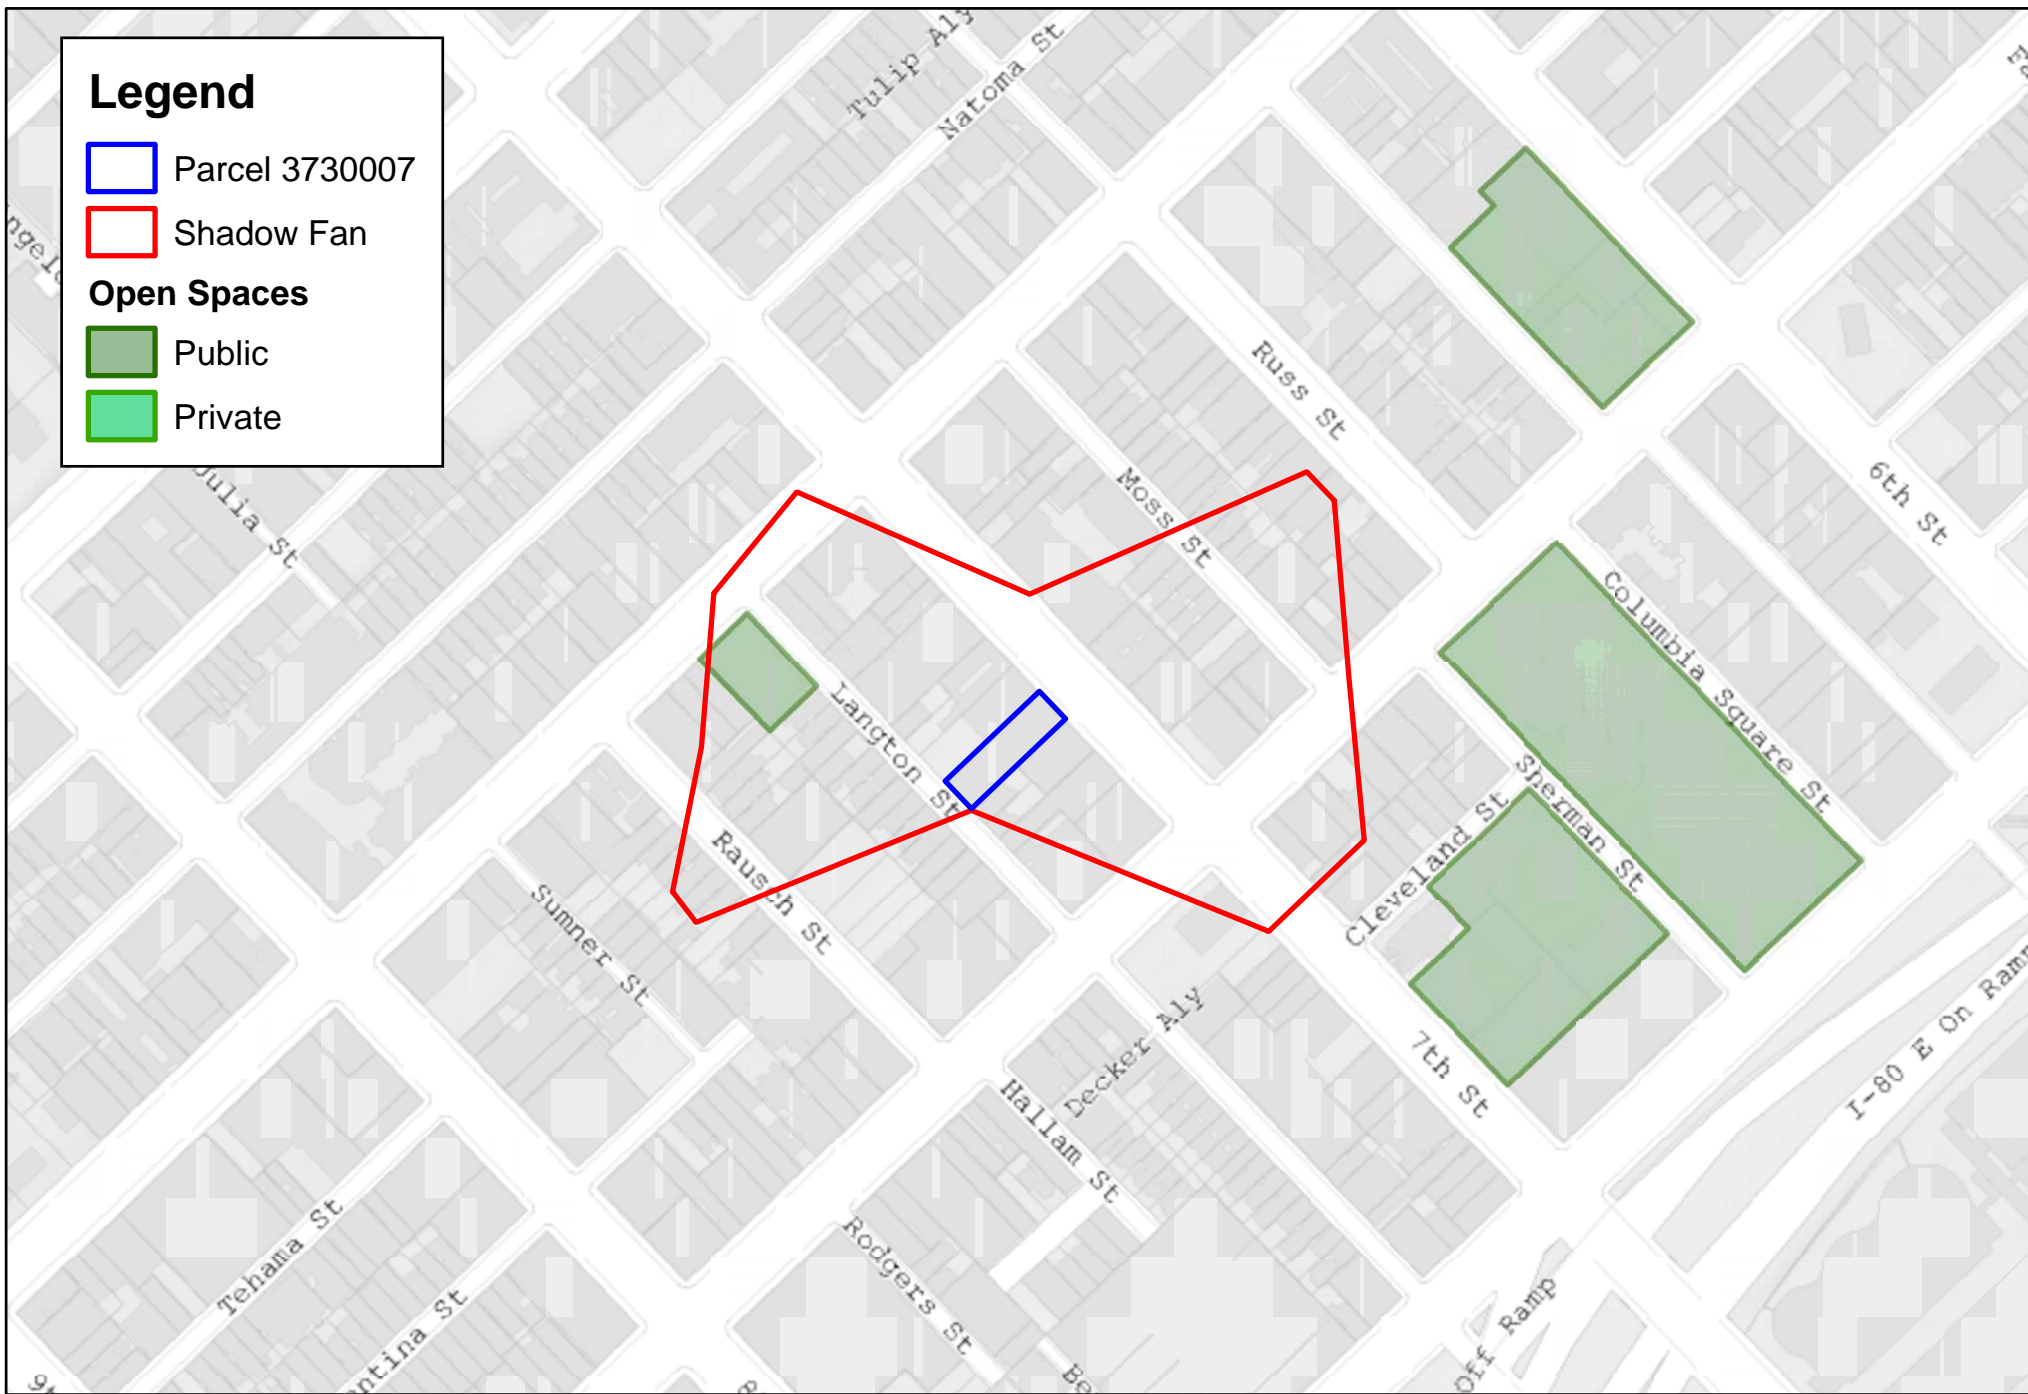 Legend
Parcel 3730007
Shadow Fan
Open Spaces
Public
Private
Tulip Aly
Natoma St
Julia St
Russ St
Moss St
6th St
Columbia Square St
Langton St
Sherman St
Cleveland St
Rausch St
Sumner St
Decker Aly
7th St
I-80 E On Ramp
Hallam St
Tehama St
Rodgers St
Off Ramp